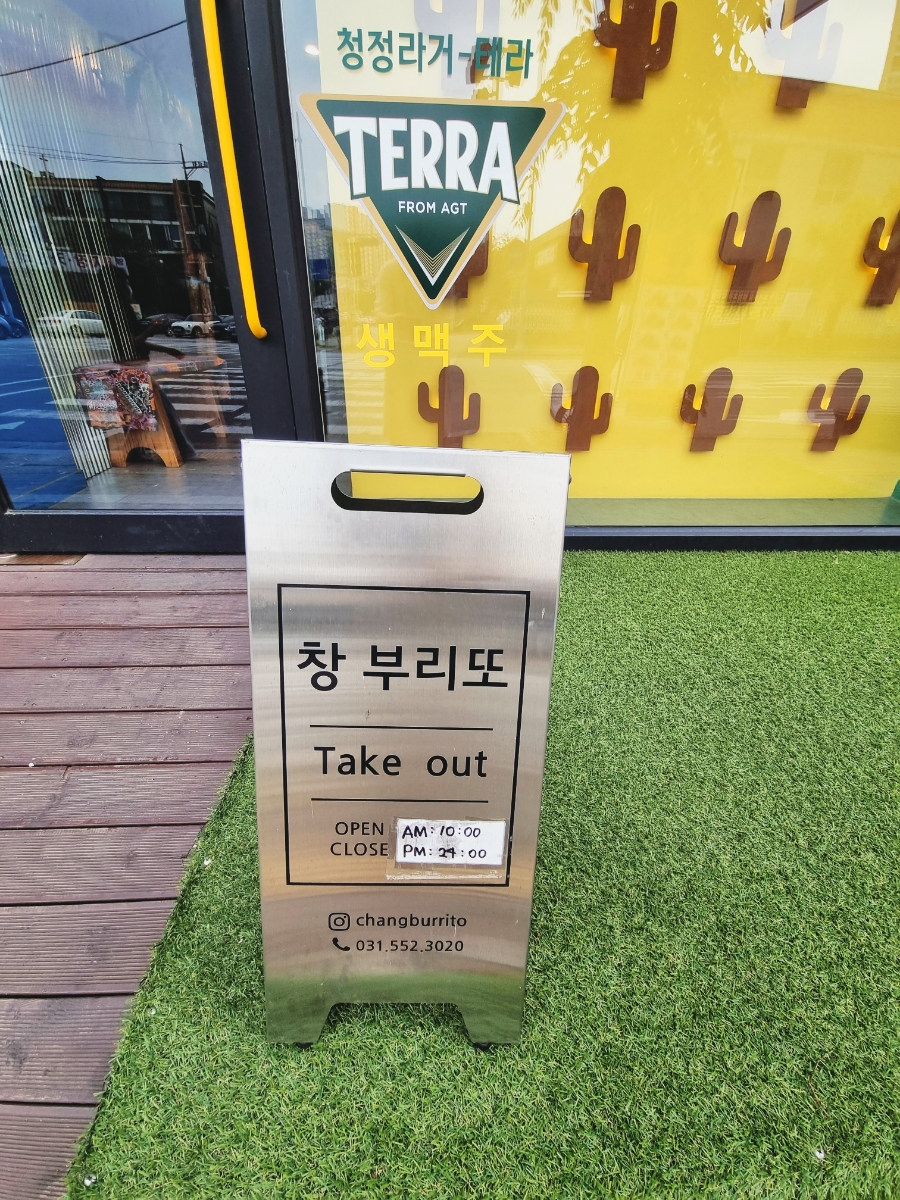 청정라거-테라
TERRA
FROM AGT
생맥주
창 부리또
Take out
OPEN AM: 10:00
CLOSE PM: 24:00
changburrito
031.552.3020